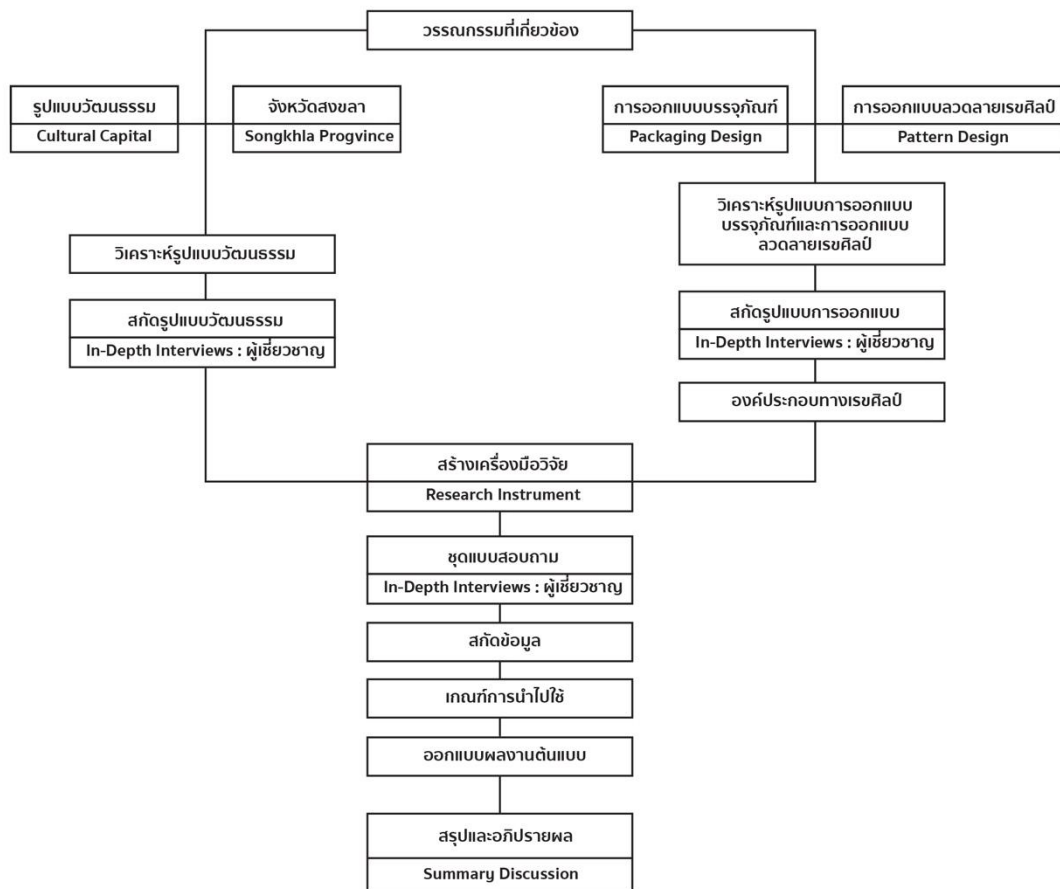 วรรณกรรมที่เกี่ยวข้อง
รูปแบบวัฒนธรรม
Cultural Capital
จังหวัดสงขลา
Songkhla Progvince
การออกแบบบรรจุภัณฑ์
Packaging Design
การออกแบบลวดลายเรขศิลป์
Pattern Design
วิเคราะห์รูปแบบวัฒนธรรม
สกัดรูปแบบวัฒนธรรม
In-Depth Interviews : ผู้เชี่ยวชาญ
วิเคราะห์รูปแบบการออกแบบ
บรรจุภัณฑ์และการออกแบบ
ลวดลายเรขศิลป์
สกัดรูปแบบการออกแบบ
In-Depth Interviews : ผู้เชี่ยวชาญ
องค์ประกอบทางเรขศิลป์
สร้างเครื่องมือวิจัย
Research Instrument
ชุดแบบสอบถาม
In-Depth Interviews : ผู้เชี่ยวชาญ
สกัดข้อมูล
เกณฑ์การนำไปใช้
ออกแบบผลงานต้นแบบ
สรุปและอภิปรายผล
Summary Discussion